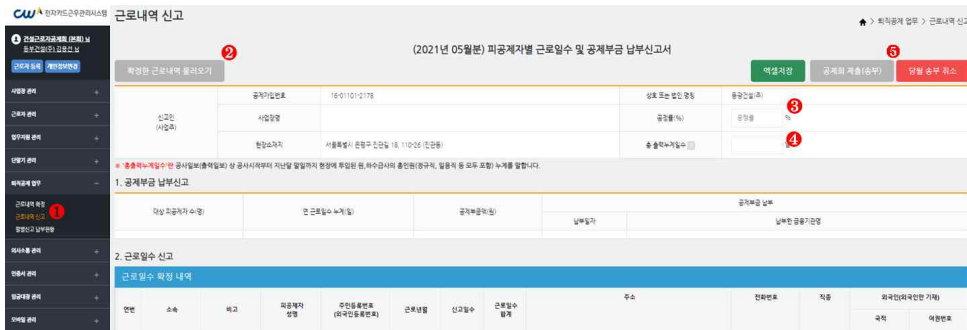 CW 전자카드근무관리시스템
근로내역 신고
퇴직공제 업무 > 근로내역 신고
건설근로자공제회 (본회) 님
동부건설(주) 김용선 님
근로자 등록 개인정보변경
사업장 관리 +
근로자 관리 +
업무지원 관리 +
단말기 관리 +
퇴직공제 업무 −
근로내역 확정
근로내역 신고 1
월별신고 납부현황
의사소통 관리 +
인증서 관리 +
임금대장 관리 +
모바일 관리 +
(2021년 05월분) 피공제자별 근로일수 및 공제부금 납부신고서
2 5
확정한 근로내역 불러오기 엑셀저장 공제회 제출(송부) 당월 송부 취소
신고인
(사업주)
공제가입번호 16-01101-2178 상호 또는 법인 명칭 동광건설(주)
사업장명 공정률(%) 공정률 % 3
현장소재지 서울특별시 은평구 진관길 18, 110-26 (진관동) 총 출력누계일수 4
※ '총출력누계일수'란 공사일보(출력일보) 상 공사시작부터 지난달 말일까지 현장에 투입된 원,하수급사의 총인원(정규직, 일용직 등 모두 포함) 누계를 말합니다.
1. 공제부금 납부신고
대상 피공제자 수(명) 연 근로일수 누계(일) 공제부금액(원) 공제부금 납부
납부일자 납부한 금융기관명
2. 근로일수 신고
근로일수 확정 내역
연번 소속 비고 피공제자
성명 주민등록번호
(외국인등록번호) 근로년월 신고일수 근로일수
합계 주소 전화번호 직종 외국인(외국인만 기재)
국적 여권번호